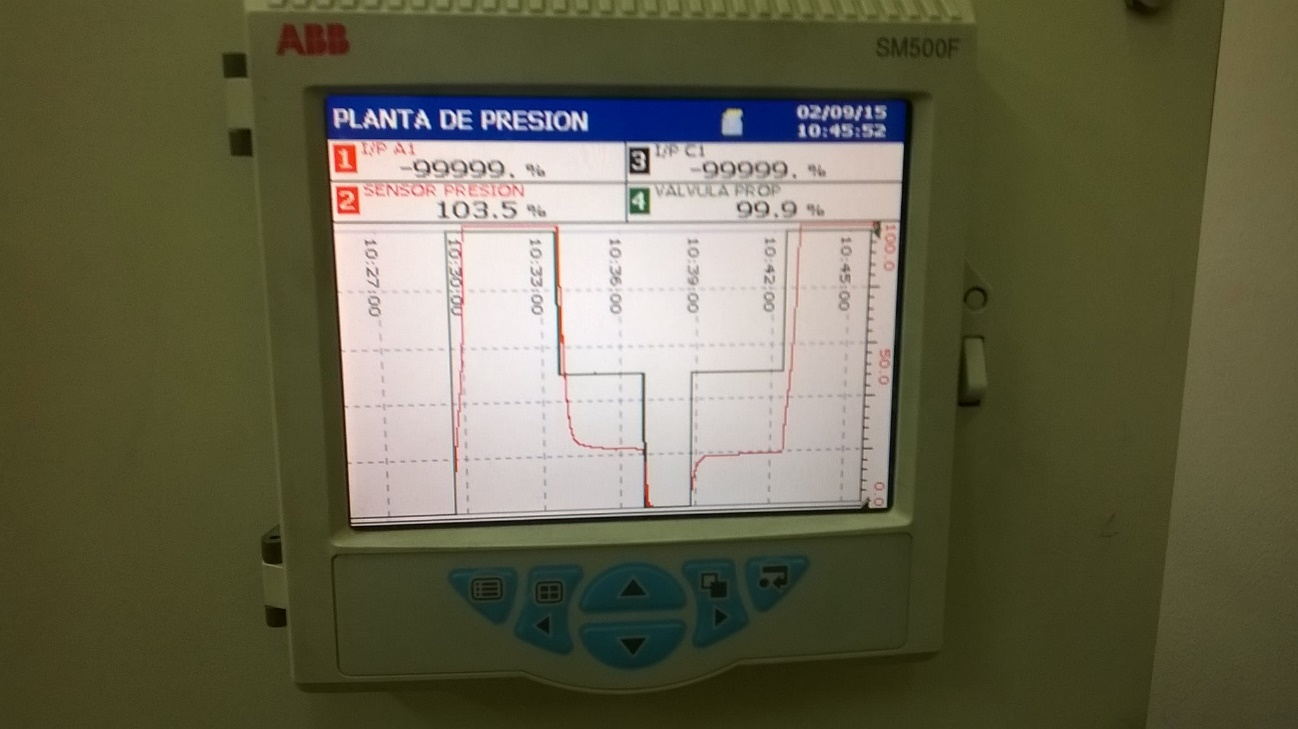 ABB
SM500F
PLANTA DE PRESION
02/09/15
10:45:52
1 I/P A1
-99999. %
3 I/P C1
-99999. %
2 SENSOR PRESION
103.5 %
4 VALVULA PROP
99.9 %
10:27:00
10:30:00
10:33:00
10:36:00
10:39:00
10:42:00
10:45:00
100.0
50.0
0.0